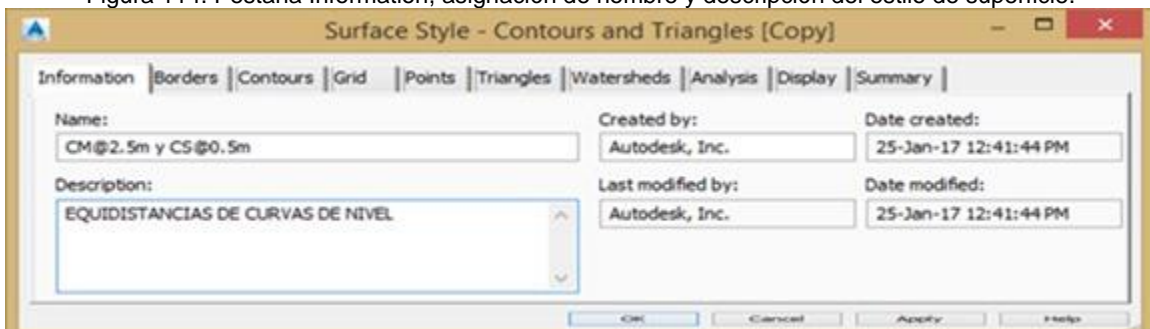 Figura 144. Pestaña Information, asignación de nombre y descripción del estilo de superficie.
Surface Style - Contours and Triangles [Copy]
Information Borders Contours Grid Points Triangles Watersheds Analysis Display Summary
Name: Created by: Date created:
CM@2.5m y CS@0.5m Autodesk, Inc. 25-Jan-17 12:41:44 PM
Description: Last modified by: Date modified:
EQUIDISTANCIAS DE CURVAS DE NIVEL Autodesk, Inc. 25-Jan-17 12:41:44 PM
OK Cancel Apply Help